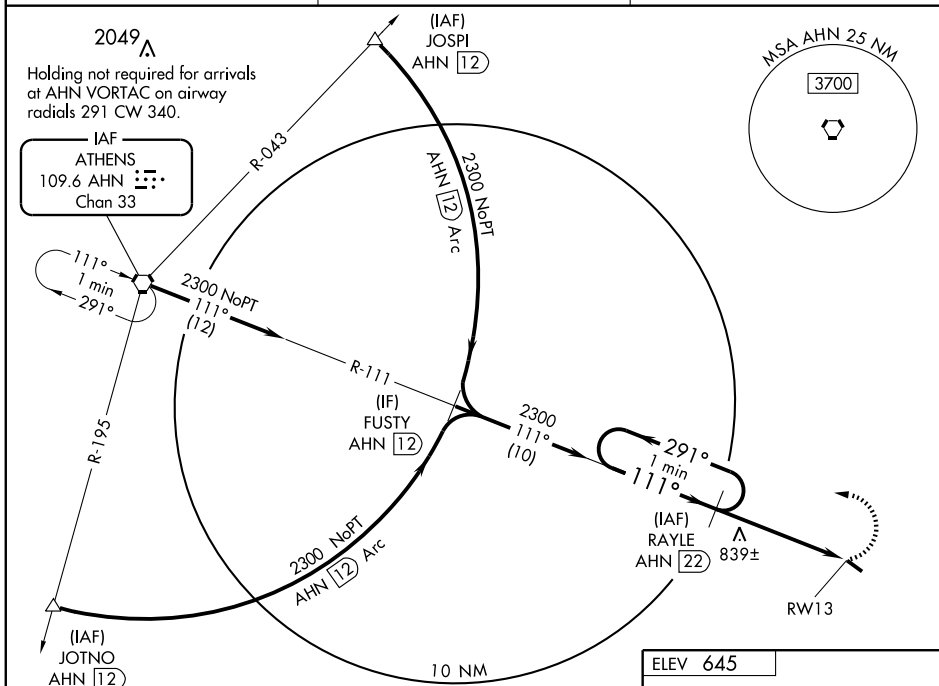 2049
Holding not required for arrivals
at AHN VORTAC on airway
radials 291 CW 340.
IAF
ATHENS
109.6 AHN
Chan 33
(IAF)
JOSPI
AHN 12
MSA AHN 25 NM
3700
R-043
2300 NoPT
AHN 12 Arc
111°
1 min
291°
2300 NoPT
111°
(12)
R-111
R-195
(IF)
FUSTY
AHN 12
2300
111°
(10)
291°
1 min
111°
(IAF)
RAYLE
AHN 22
839±
RW13
2300 NoPT
AHN 12 Arc
(IAF)
JOTNO
AHN 12
10 NM
ELEV 645